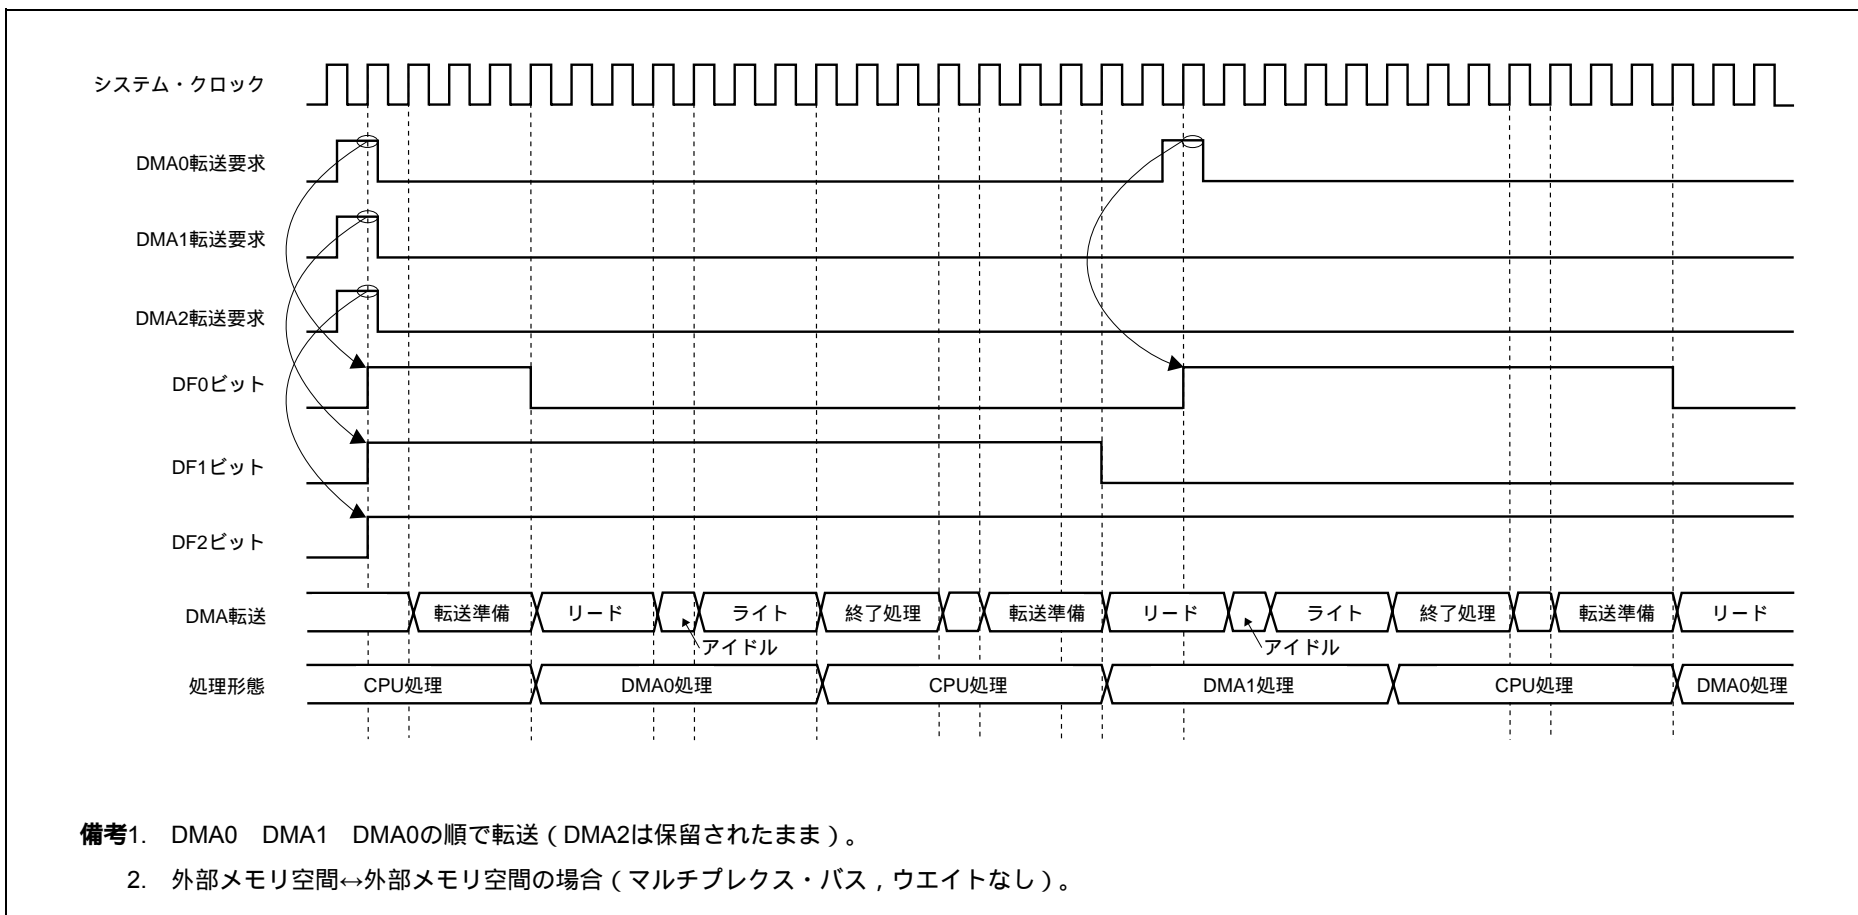 システム・クロック
DMA0転送要求
DMA1転送要求
DMA2転送要求
DF0ビット
DF1ビット
DF2ビット
DMA転送 転送準備 リード ライト 終了処理 転送準備 リード ライト 終了処理 転送準備 リード
アイドル アイドル
処理形態 CPU処理 DMA0処理 CPU処理 DMA1処理 CPU処理 DMA0処理
備考1. DMA0 DMA1 DMA0の順で転送（DMA2は保留されたまま）。
2. 外部メモリ空間↔外部メモリ空間の場合（マルチプレクス・バス，ウエイトなし）。